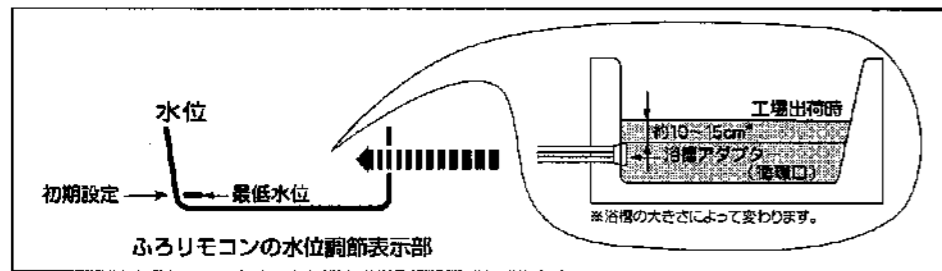 水位
初期設定
最低水位
ふろリモコンの水位調節表示部
工場出荷時
約10~15cm※
浴槽アダプタ
(循環口)
※浴槽の大きさによって変わります。